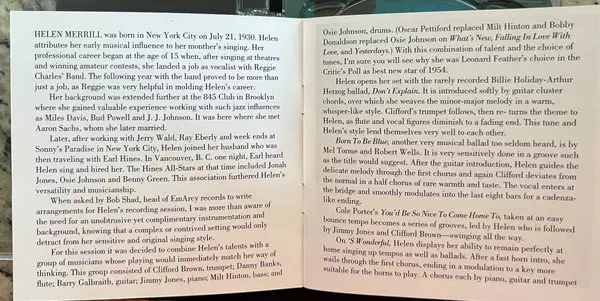 HELEN MERRILL was born in New York City on July 21, 1930. Helen
attributes her early musical influence to her monther's singing. Her
professional career began at the age of 15 when, after singing at theatres
and winning amateur contests, she landed a job as vocalist with Reggie
Charles' Band. The following year with the band proved to be more than
just a job, as Reggie was very helpful in molding Helen's career.
Her background was extended further at the 845 Club in Brooklyn
where she gained valuable experience working with such jazz influences
as Miles Davis, Bud Powell and J. J. Johnson. It was here where she met
Aaron Sachs, whom she later married.
Later, after working with Jerry Wald, Ray Eberly and week ends at
Sonny's Paradise in New York City, Helen joined her husband who was
then traveling with Earl Hines. In Vancouver, B. C. one night, Earl heard
Helen sing and hired her. The Hines All-Stars at that time included Jonah
Jones, Osie Johnson and Benny Green. This association furthered Helen's
versatility and musicianship.
When asked by Bob Shad, head of EmArcy records to write
arrangements for Helen's recording session, I was more than aware of
the need for an unobtrusive yet complimentary instrumentation and
background, knowing that a complex or contrived setting would only
detract from her sensitive and original singing style.
For this session it was decided to combine Helen's talents with a
group of musicians whose playing would immediately match her way of
thinking. This group consisted of Clifford Brown, trumpet; Danny Banks,
flute; Barry Galbraith, guitar; Jimmy Jones, piano; Milt Hinton, bass; and
Osie Johnson, drums. (Oscar Pettiford replaced Milt Hinton and Bobby
Donaldson replaced Osie Johnson on What's New, Falling In Love With
Love, and Yesterdays.) With this combination of talent and the choice of
tunes, I'm sure you will see why she was Leonard Feather's choice in the
Critic's Poll as best new star of 1954.
Helen opens her set with the rarely recorded Billie Holiday-Arthur
Herzog ballad, Don't Explain. It is introduced softly by guitar cluster
chords, over which she weaves the minor-major melody in a warm,
whisper-like style. Clifford's trumpet follows, then re- turns the theme to
Helen, as flute and vocal figures diminish to a fading end. This tune and
Helen's style lend themselves very well to each other.
Born To Be Blue, another very musical ballad too seldom heard, is by
Mel Torme and Robert Wells. It is very sensitively done in a groove such
as the title would suggest. After the guitar introduction, Helen guides the
delicate melody through the first chorus and again Clifford deviates from
the normal in a half chorus of rare warmth and taste. The vocal enters at
the bridge and smoothly modulates into the last eight bars for a cadenza-
like ending.
Cole Porter's You'd Be So Nice To Come Home To, taken at an easy
bounce tempo becomes a series of grooves, led by Helen who is followed
by Jimmy Jones and Clifford Brown—swinging all the way.
On 'S Wonderful, Helen displays her ability to remain perfectly at
home singing up tempos as well as ballads. After a fast horn intro, she
wails through the first chorus, ending in a modulation to a key more
suitable for the horns to play. A chorus each by piano, guitar and trumpet